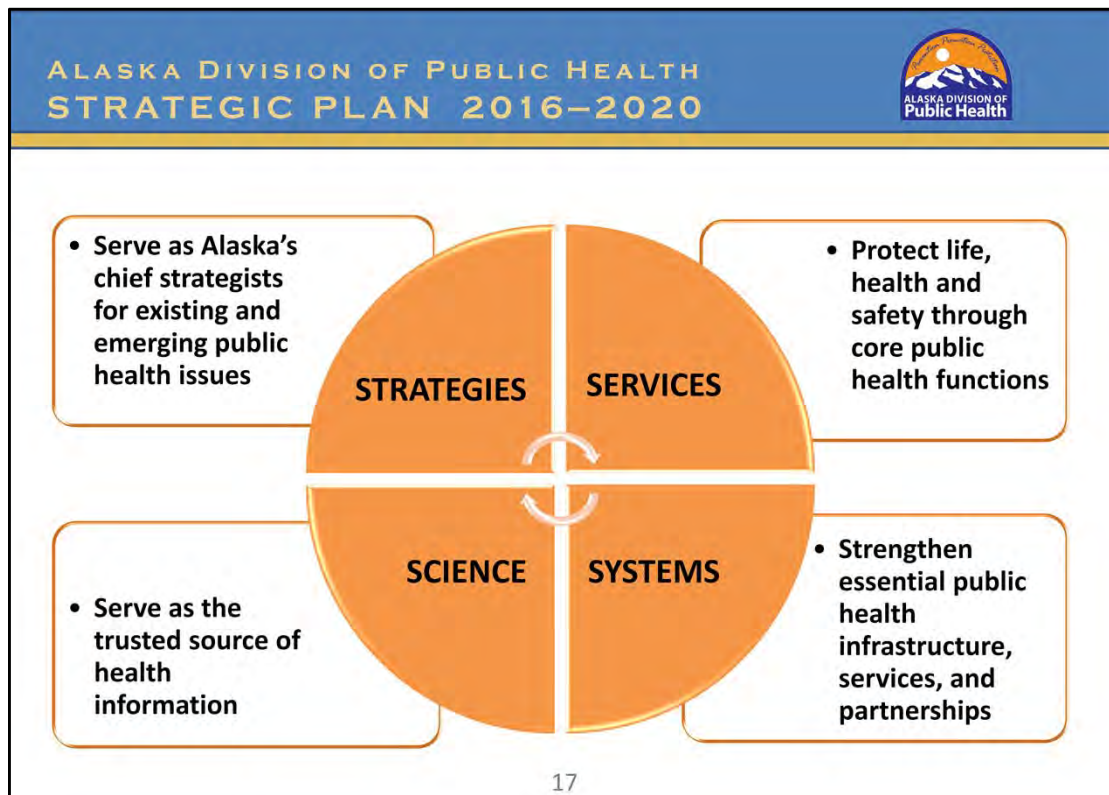 ALASKA DIVISION OF PUBLIC HEALTH
STRATEGIC PLAN 2016–2020
ALASKA DIVISION OF
Public Health
• Serve as Alaska's
chief strategists
for existing and
emerging public
health issues
STRATEGIES
SERVICES
• Protect life,
health and
safety through
core public
health functions
• Serve as the
trusted source of
health
information
SCIENCE
SYSTEMS
• Strengthen
essential public
health
infrastructure,
services, and
partnerships
17